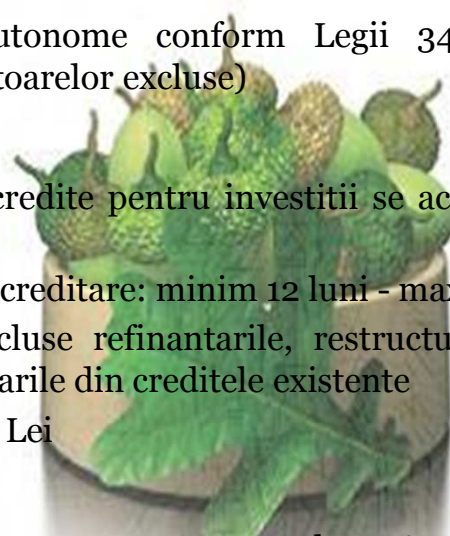 utonome conform Legii 34
toarelor excluse)
credite pentru investitii se ac
creditare: minim 12 luni - max
cluse refinantarile, restructu
arile din creditele existente
Lei